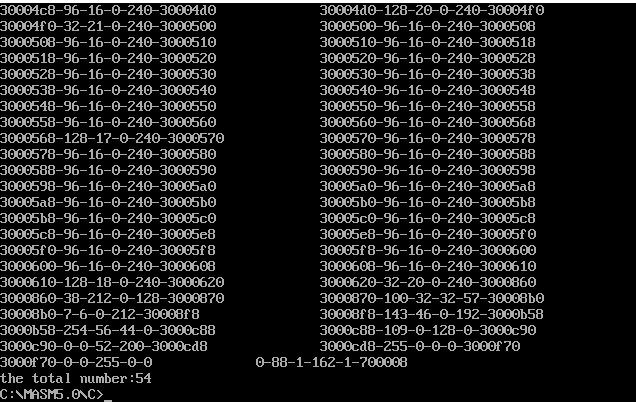 30004c8-96-16-0-240-30004d0 30004d0-128-20-0-240-30004f0
30004f0-32-21-0-240-3000500 3000500-96-16-0-240-3000508
3000508-96-16-0-240-3000510 3000510-96-16-0-240-3000518
3000518-96-16-0-240-3000520 3000520-96-16-0-240-3000528
3000528-96-16-0-240-3000530 3000530-96-16-0-240-3000538
3000538-96-16-0-240-3000540 3000540-96-16-0-240-3000548
3000548-96-16-0-240-3000550 3000550-96-16-0-240-3000558
3000558-96-16-0-240-3000560 3000560-96-16-0-240-3000568
3000568-128-17-0-240-3000570 3000570-96-16-0-240-3000578
3000578-96-16-0-240-3000580 3000580-96-16-0-240-3000588
3000588-96-16-0-240-3000590 3000590-96-16-0-240-3000598
3000598-96-16-0-240-30005a0 30005a0-96-16-0-240-30005a8
30005a8-96-16-0-240-30005b0 30005b0-96-16-0-240-30005b8
30005b8-96-16-0-240-30005c0 30005c0-96-16-0-240-30005c8
30005c8-96-16-0-240-30005e8 30005e8-96-16-0-240-30005f0
30005f0-96-16-0-240-30005f8 30005f8-96-16-0-240-3000600
3000600-96-16-0-240-3000608 3000608-96-16-0-240-3000610
3000610-128-18-0-240-3000620 3000620-32-20-0-240-3000860
3000860-38-212-0-128-3000870 3000870-100-32-32-57-30008b0
30008b0-7-6-0-212-30008f8 30008f8-143-46-0-192-3000b58
3000b58-254-56-44-0-3000c88 3000c88-109-0-128-0-3000c90
3000c90-0-0-52-200-3000cd8 3000cd8-255-0-0-0-3000f70
3000f70-0-0-255-0-0 0-88-1-162-1-700008
the total number:54
C:\MASM5.0\C>_